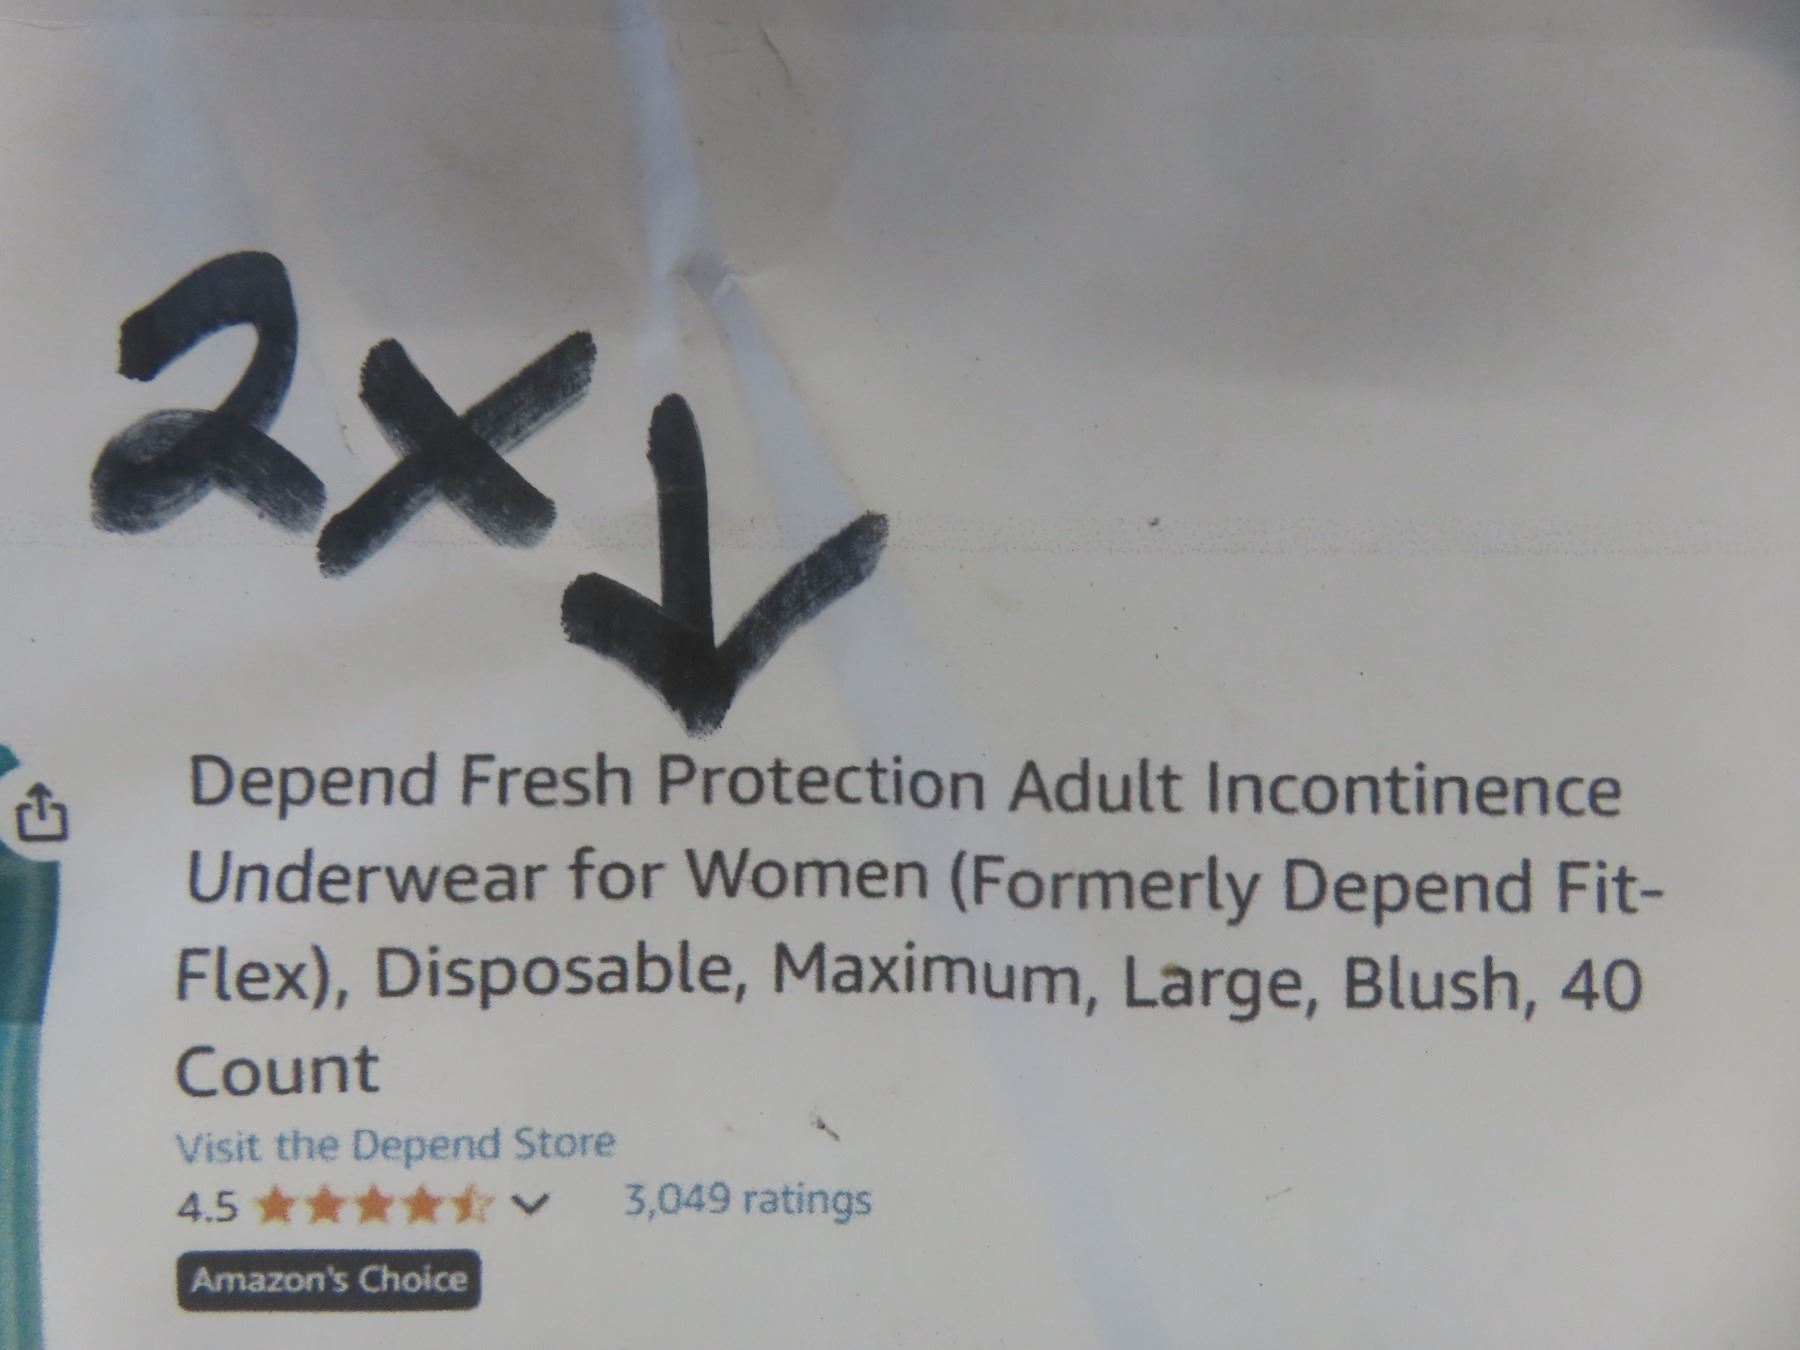 2x
Depend Fresh Protection Adult Incontinence
Underwear for Women (Formerly Depend Fit-
Flex), Disposable, Maximum, Large, Blush, 40
Count
Visit the Depend Store
4.5 3,049 ratings
Amazon's Choice